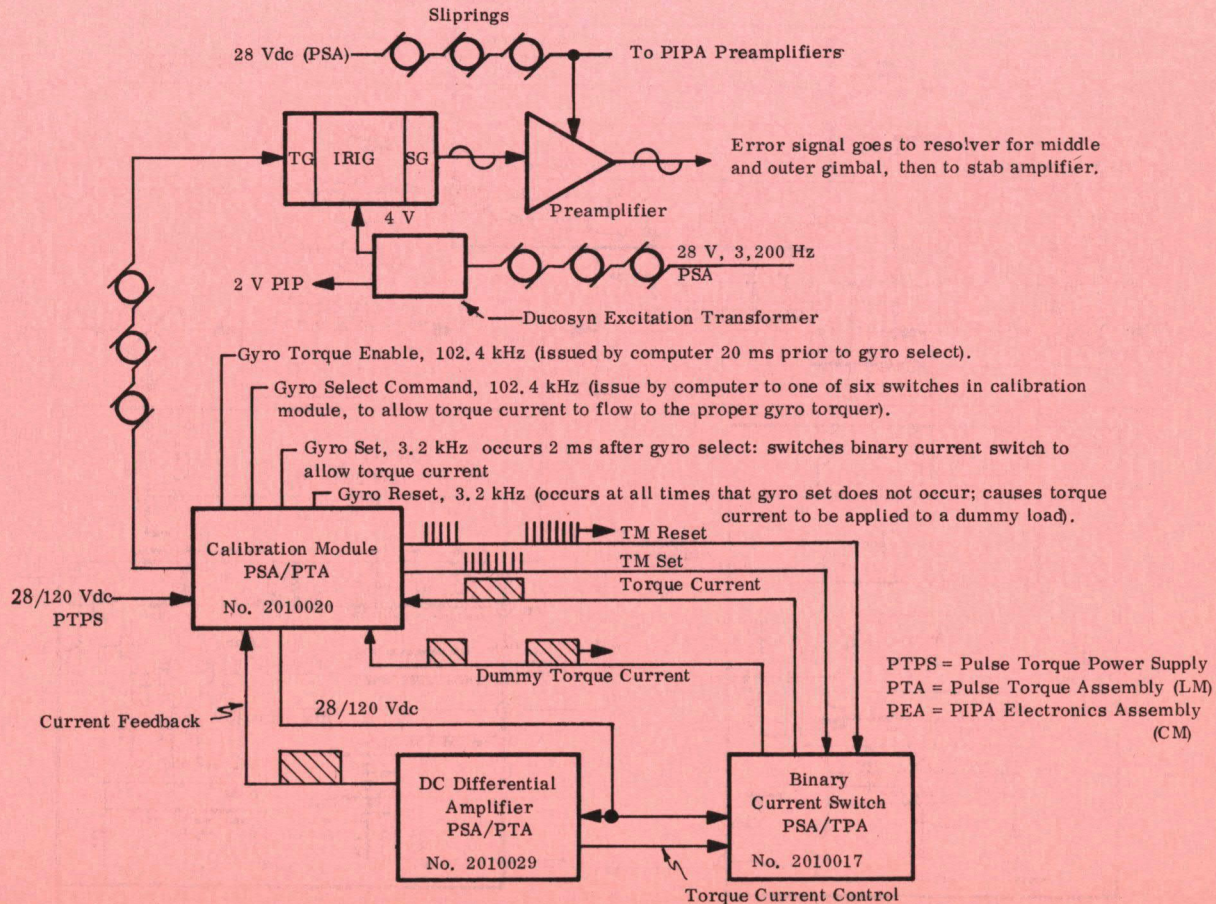 Sliprings
28 Vdc (PSA)
To PIPA Preamplifiers
TG
IRIG
SG
Error signal goes to resolver for middle
and outer gimbal, then to stab amplifier.
4 V
Preamplifier
28 V, 3,200 Hz
PSA
2 V PIP
Ducosyn Excitation Transformer
Gyro Torque Enable, 102.4 kHz (issued by computer 20 ms prior to gyro select).
Gyro Select Command, 102.4 kHz (issue by computer to one of six switches in calibration
module, to allow torque current to flow to the proper gyro torquer).
Gyro Set, 3.2 kHz occurs 2 ms after gyro select: switches binary current switch to
allow torque current
Gyro Reset, 3.2 kHz (occurs at all times that gyro set does not occur; causes torque
current to be applied to a dummy load).
TM Reset
TM Set
Torque Current
Calibration Module
PSA/PTA
No. 2010020
28/120 Vdc
PTPS
Dummy Torque Current
PTPS = Pulse Torque Power Supply
PTA = Pulse Torque Assembly (LM)
PEA = PIPA Electronics Assembly
(CM)
Current Feedback
28/120 Vdc
DC Differential
Amplifier
PSA/PTA
No. 2010029
Binary
Current Switch
PSA/TPA
No. 2010017
Torque Current Control